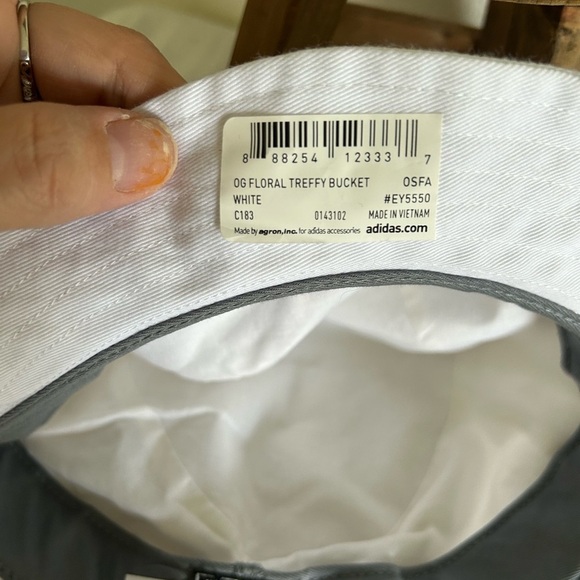 8 88254 12333 7
OG FLORAL TREFFY BUCKET OSFA
WHITE #EY5550
C183 0143102 MADE IN VIETNAM
Made by agron,inc. for adidas accessories adidas.com